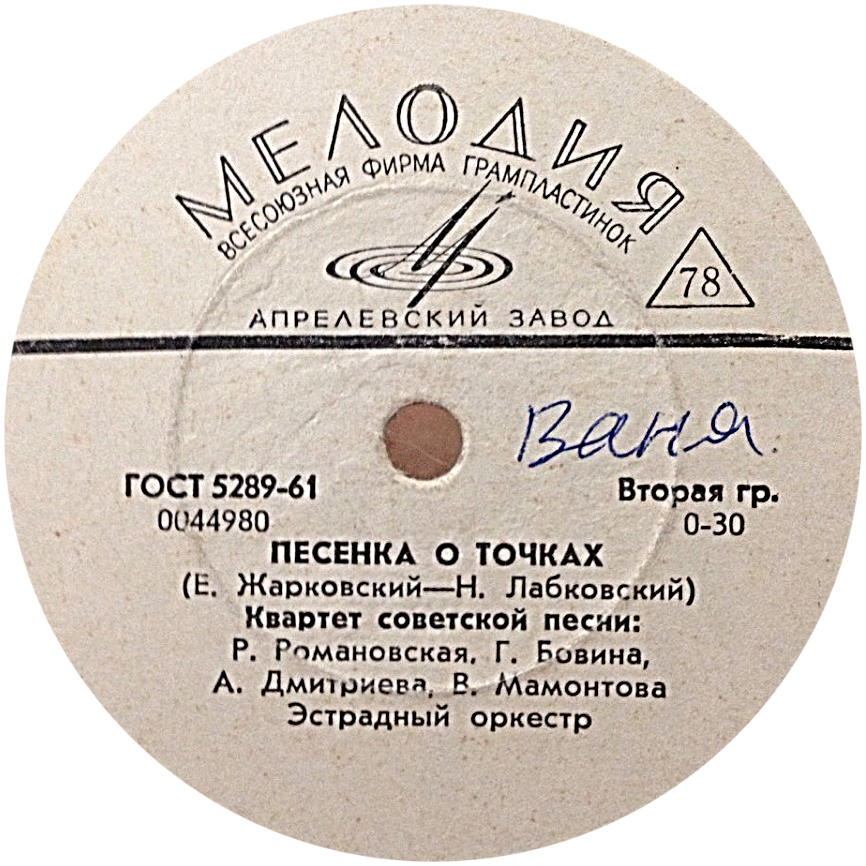 МЕЛОДИЯ
ВСЕСОЮЗНАЯ ФИРМА ГРАМПЛАСТИНОК
78
АПРЕЛЕВСКИЙ ЗАВОД
Ваня.
ГОСТ 5289-61
Вторая гр.
0044980
0-30
ПЕСЕНКА О ТОЧКАХ
(Е. Жарковский—Н. Лабковский)
Квартет советской песни:
Р. Романовская, Г. Бовина,
А. Дмитриева, В. Мамонтова
Эстрадный оркестр